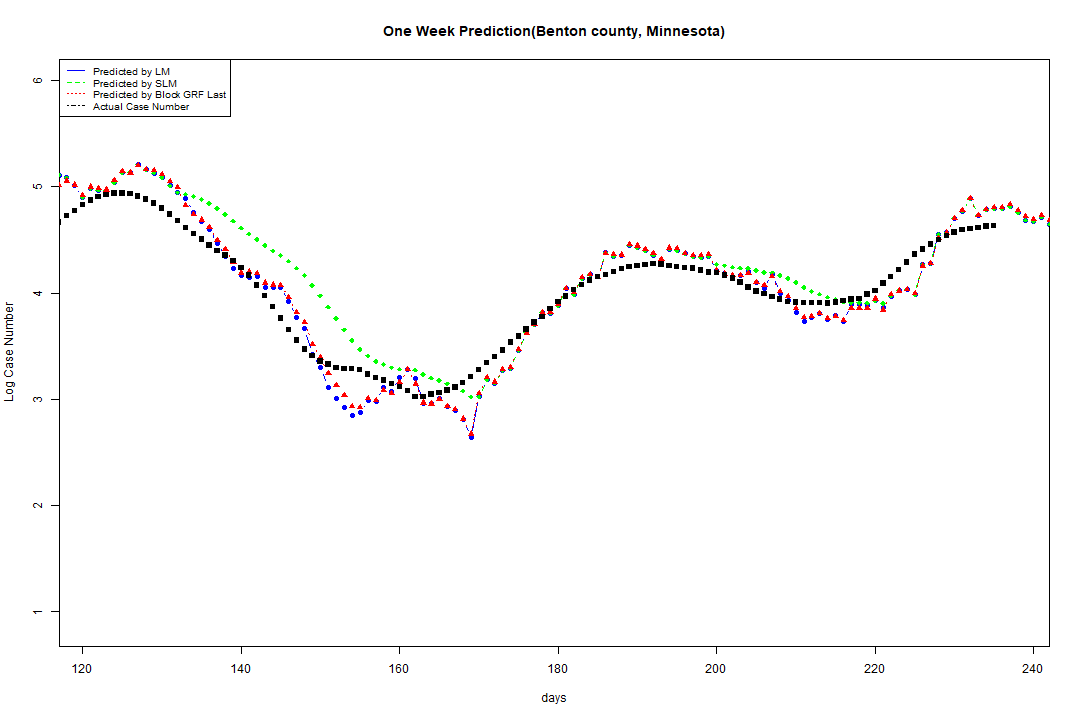 One Week Prediction(Benton county, Minnesota)
Predicted by LM
Predicted by SLM
Predicted by Block GRF Last
Actual Case Number
6
5
4
3
2
1
Log Case Number
120 140 160 180 200 220 240
days